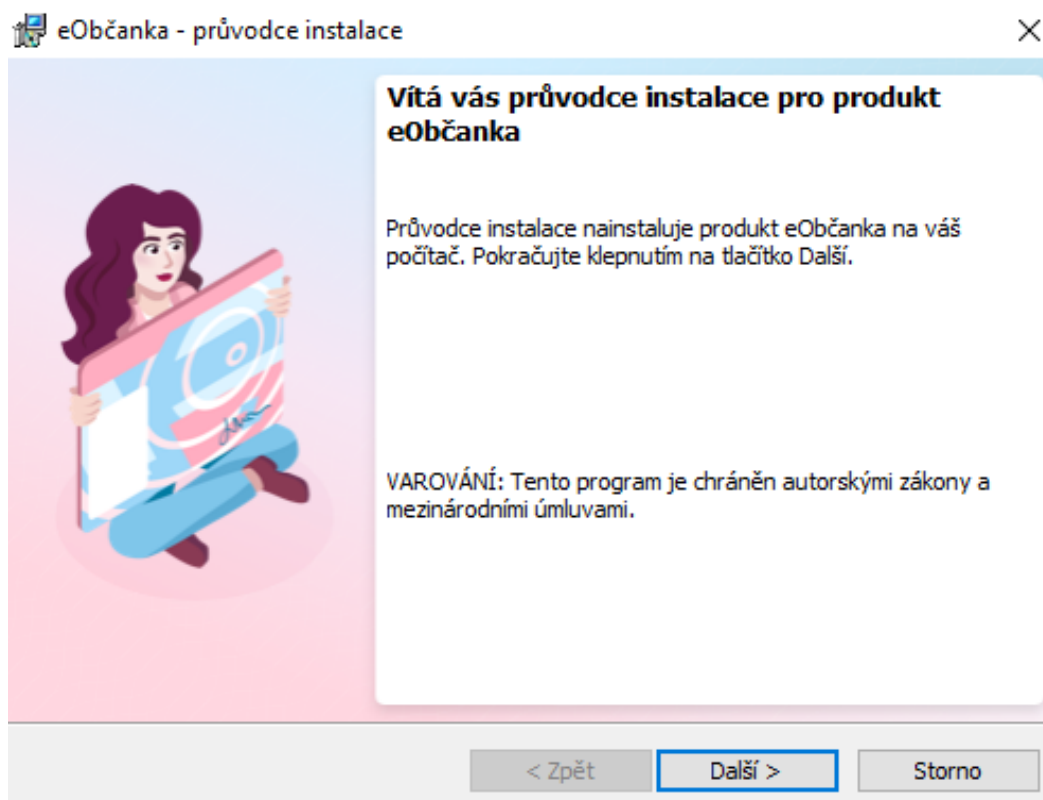 eObčanka - průvodce instalace
Vítá vás průvodce instalace pro produkt
eObčanka
Průvodce instalace nainstaluje produkt eObčanka na váš
počítač. Pokračujte klepnutím na tlačítko Další.
VAROVÁNÍ: Tento program je chráněn autorskými zákony a
mezinárodními úmluvami.
< Zpět
Další >
Storno